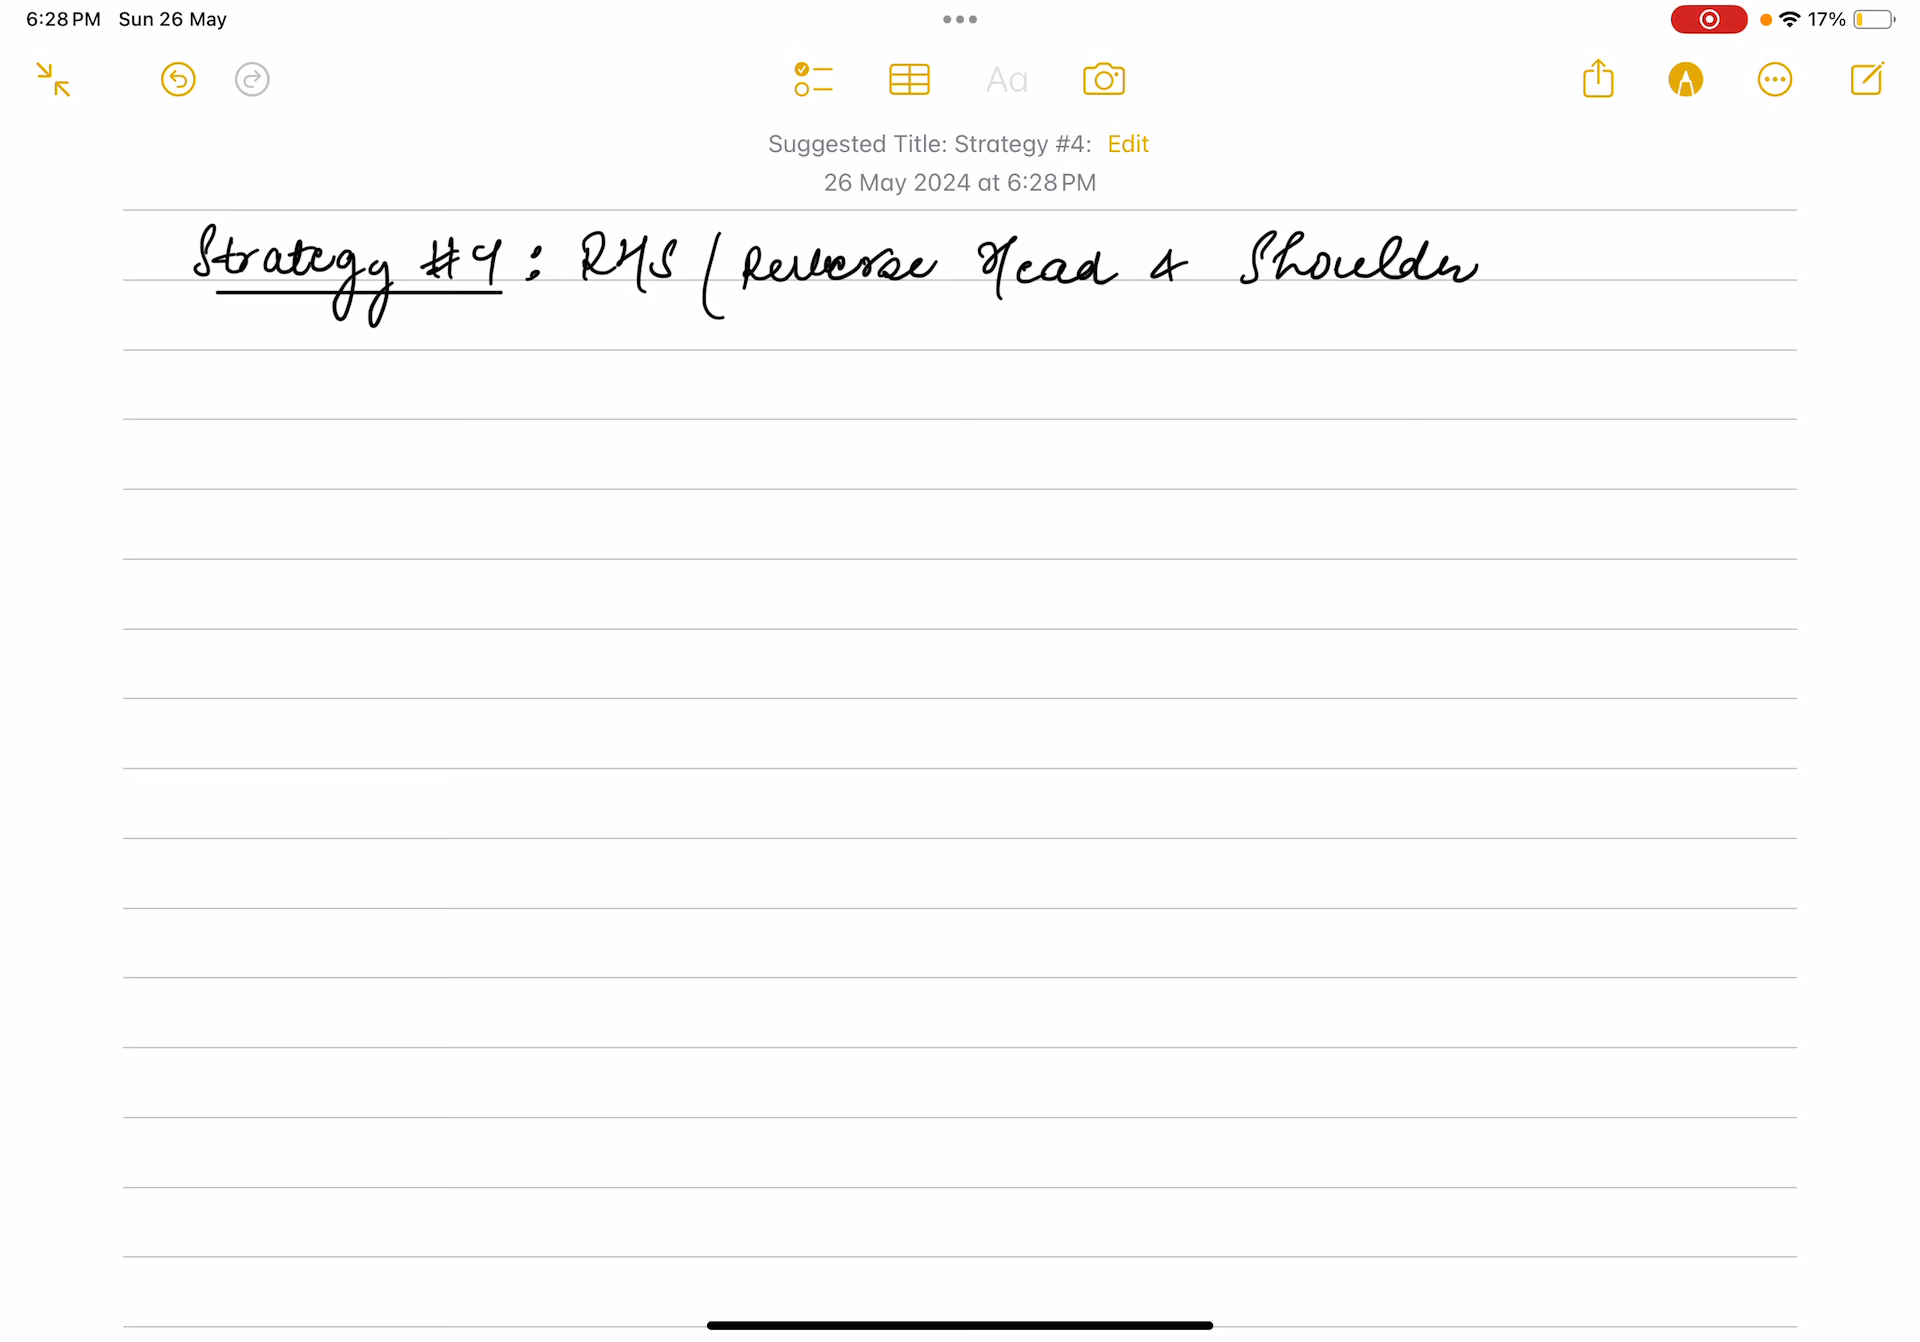 6:28 PM Sun 26 May
17%
Aa
Suggested Title: Strategy #4: Edit
26 May 2024 at 6:28 PM
Strategy #4 : RHS (Reverse Head & Shoulder